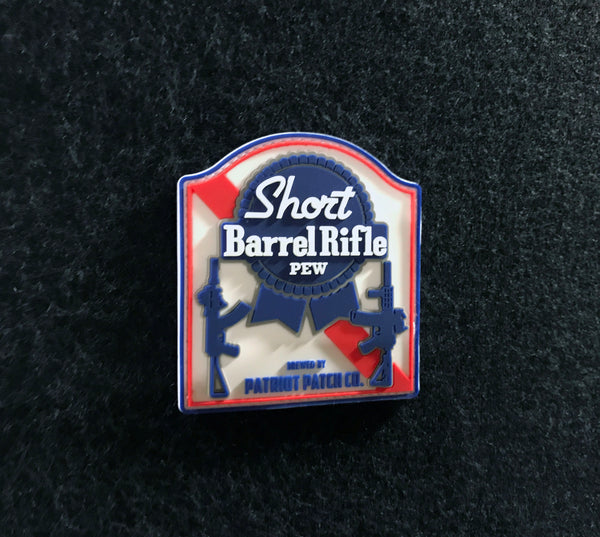 Short
Barrel Rifle
PEW
BREWED BY
PATRIOT PATCH CO.